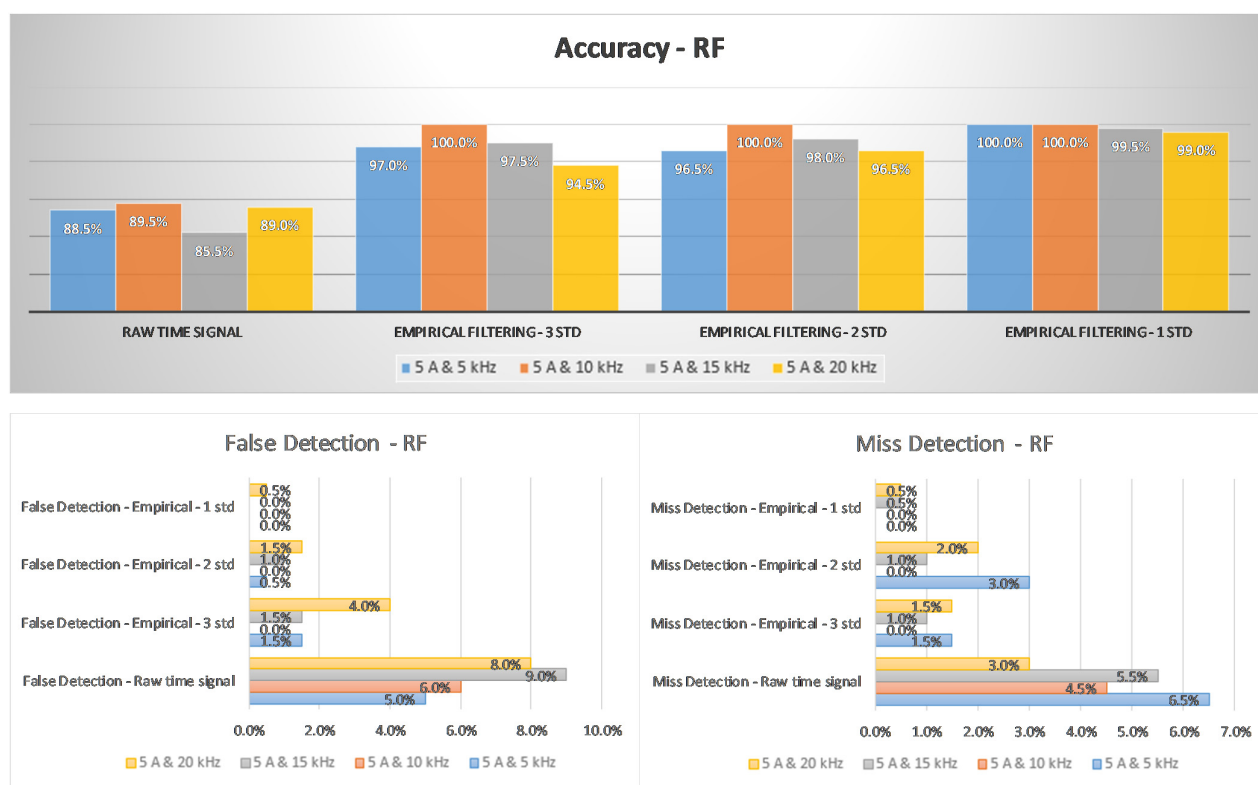 Accuracy - RF
88.5%
89.5%
85.5%
89.0%
97.0%
100.0%
97.5%
94.5%
96.5%
100.0%
98.0%
96.5%
100.0%
100.0%
99.5%
99.0%
RAW TIME SIGNAL
EMPIRICAL FILTERING - 3 STD
EMPIRICAL FILTERING - 2 STD
EMPIRICAL FILTERING - 1 STD
5 A & 5 kHz 5 A & 10 kHz 5 A & 15 kHz 5 A & 20 kHz
False Detection - RF
False Detection - Empirical - 1 std
0.5%
0.0%
0.0%
0.0%
False Detection - Empirical - 2 std
1.5%
1.0%
0.0%
0.5%
False Detection - Empirical - 3 std
4.0%
1.5%
0.0%
1.5%
False Detection - Raw time signal
8.0%
9.0%
6.0%
5.0%
0.0% 2.0% 4.0% 6.0% 8.0% 10.0%
5 A & 20 kHz 5 A & 15 kHz 5 A & 10 kHz 5 A & 5 kHz
Miss Detection - RF
Miss Detection - Empirical - 1 std
0.5%
0.5%
0.0%
0.0%
Miss Detection - Empirical - 2 std
2.0%
1.0%
0.0%
3.0%
Miss Detection - Empirical - 3 std
1.5%
1.0%
0.0%
1.5%
Miss Detection - Raw time signal
3.0%
5.5%
4.5%
6.5%
0.0% 1.0% 2.0% 3.0% 4.0% 5.0% 6.0% 7.0%
5 A & 20 kHz 5 A & 15 kHz 5 A & 10 kHz 5 A & 5 kHz